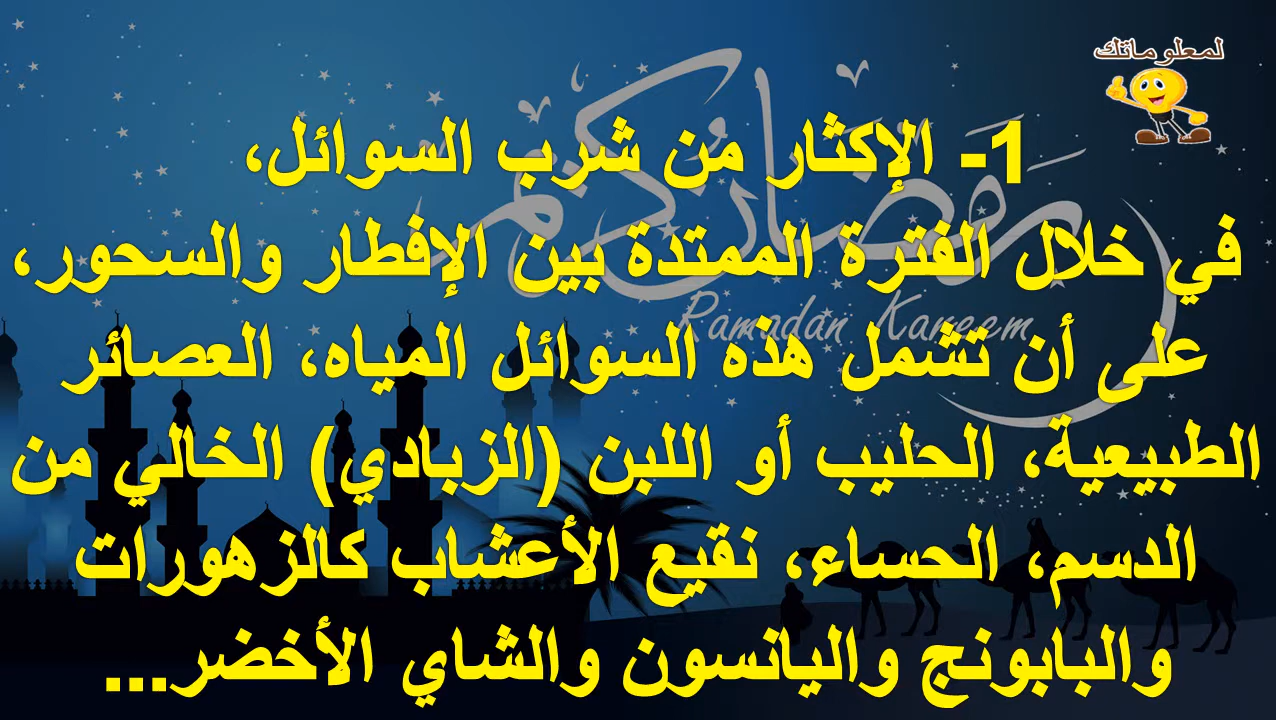 لمعلوماتك
1- الإكثار من شرب السوائل،
في خلال الفترة الممتدة بين الإفطار والسحور،
على أن تشمل هذه السوائل المياه، العصائر
الطبيعية، الحليب أو اللبن (الزبادي) الخالي من
الدسم، الحساء، نقيع الأعشاب كالزهورات
والبابونج واليانسون والشاي الأخضر...
رمضان كريم
Ramadan Kareem